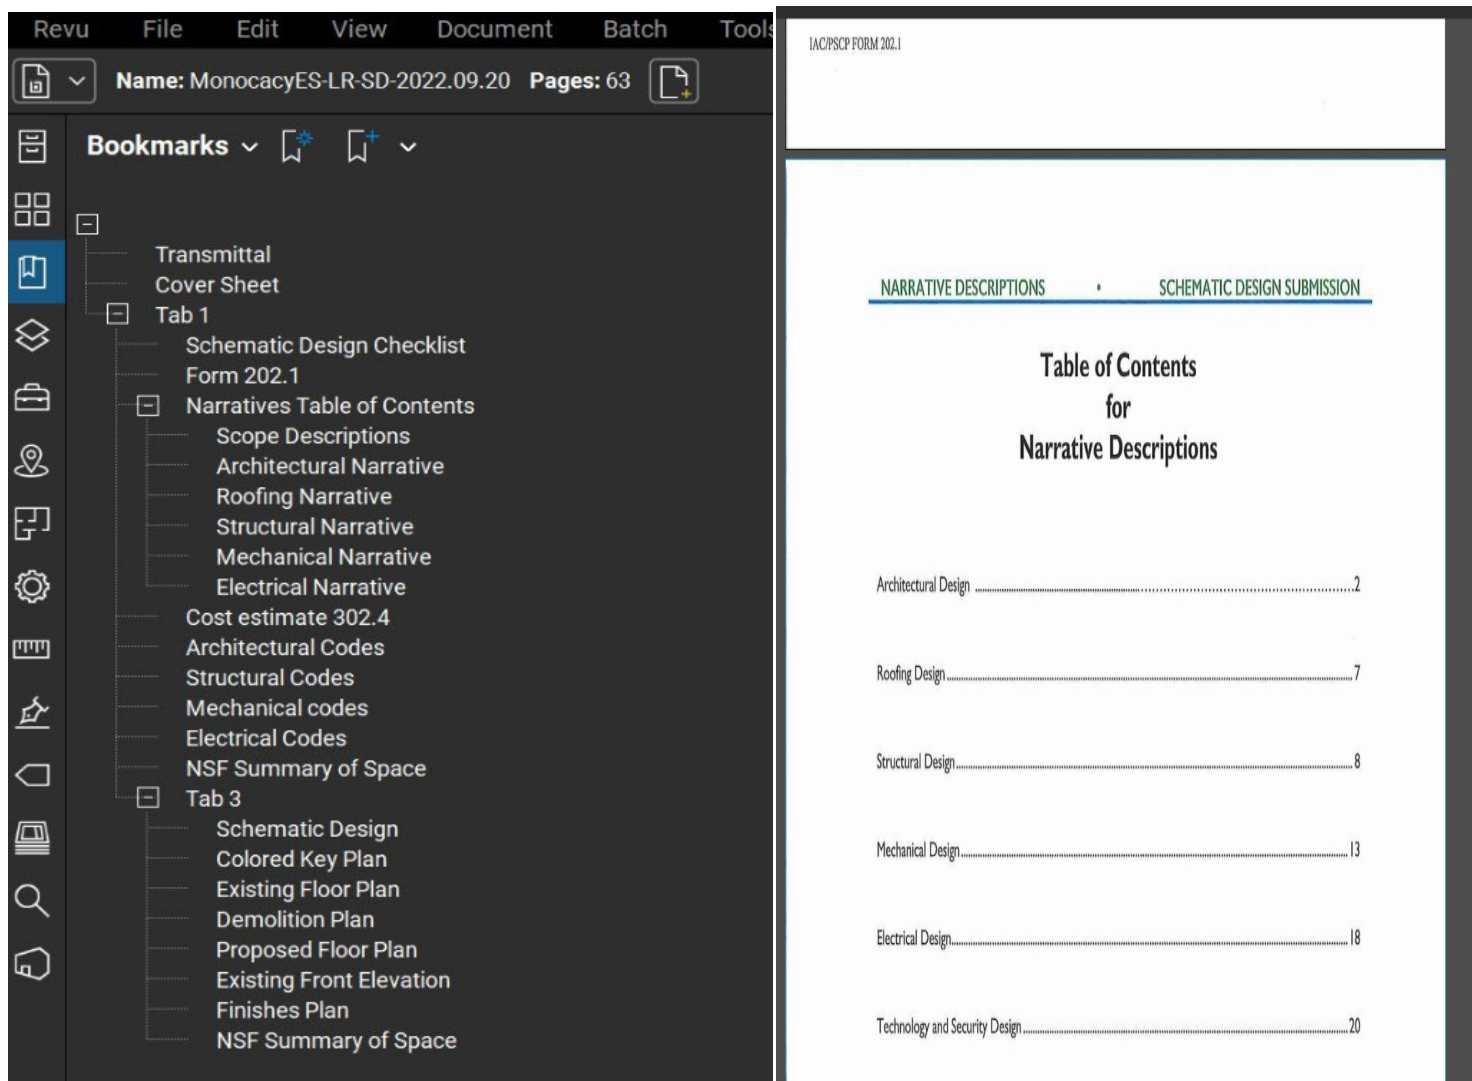 Revu File Edit View Document Batch Tools
Name: MonocacyES-LR-SD-2022.09.20 Pages: 63
Bookmarks
Transmittal
Cover Sheet
Tab 1
Schematic Design Checklist
Form 202.1
Narratives Table of Contents
Scope Descriptions
Architectural Narrative
Roofing Narrative
Structural Narrative
Mechanical Narrative
Electrical Narrative
Cost estimate 302.4
Architectural Codes
Structural Codes
Mechanical codes
Electrical Codes
NSF Summary of Space
Tab 3
Schematic Design
Colored Key Plan
Existing Floor Plan
Demolition Plan
Proposed Floor Plan
Existing Front Elevation
Finishes Plan
NSF Summary of Space
IAC/PSCP FORM 202.1
NARRATIVE DESCRIPTIONS • SCHEMATIC DESIGN SUBMISSION
Table of Contents
for
Narrative Descriptions
Architectural Design ........ 2
Roofing Design ........ 7
Structural Design ........ 8
Mechanical Design ........ 13
Electrical Design ........ 18
Technology and Security Design ........ 20